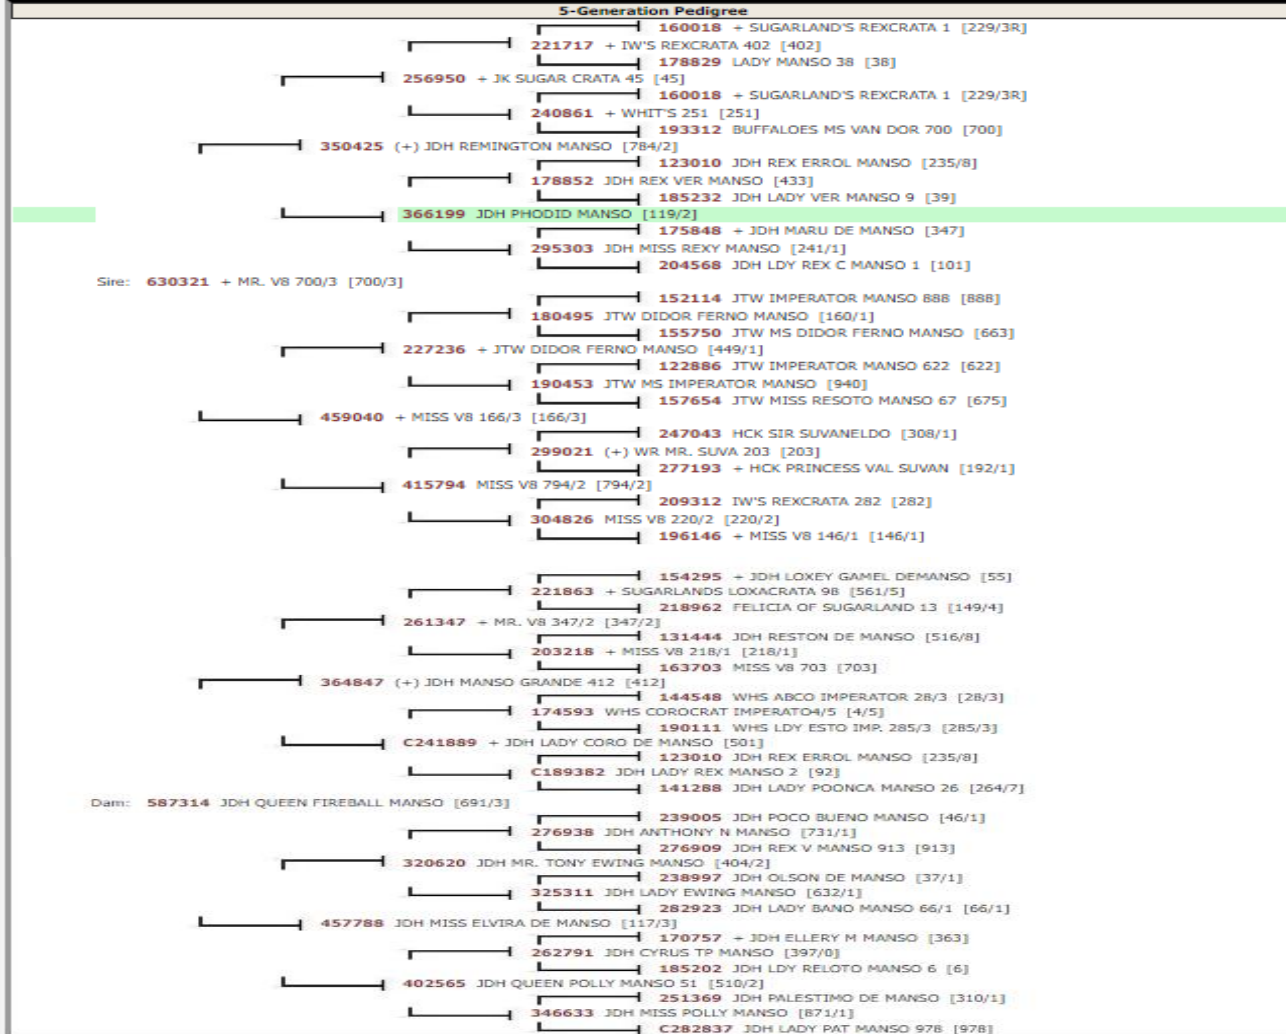 5-Generation Pedigree
160018 + SUGARLAND'S REXCRATA 1 [229/3R]
221717 + IW'S REXCRATA 402 [402]
178829 LADY MANSO 38 [38]
256950 + JK SUGAR CRATA 45 [45]
160018 + SUGARLAND'S REXCRATA 1 [229/3R]
240861 + WHIT'S 251 [251]
193312 BUFFALOES MS VAN DOR 700 [700]
350425 (+) JDH REMINGTON MANSO [784/2]
123010 JDH REX ERROL MANSO [235/8]
178852 JDH REX VER MANSO [433]
185232 JDH LADY VER MANSO 9 [39]
366199 JDH PHODID MANSO [119/2]
175848 + JDH MARU DE MANSO [347]
295303 JDH MISS REXY MANSO [241/1]
204568 JDH LDY REX C MANSO 1 [101]
Sire: 630321 + MR. V8 700/3 [700/3]
152114 JTW IMPERATOR MANSO 888 [888]
180495 JTW DIDOR FERNO MANSO [160/1]
155750 JTW MS DIDOR FERNO MANSO [663]
227236 + JTW DIDOR FERNO MANSO [449/1]
122886 JTW IMPERATOR MANSO 622 [622]
190453 JTW MS IMPERATOR MANSO [940]
157654 JTW MISS RESOTO MANSO 67 [675]
459040 + MISS V8 166/3 [166/3]
247043 HCK SIR SUVANELDO [308/1]
299021 (+) WR MR. SUVA 203 [203]
277193 + HCK PRINCESS VAL SUVAN [192/1]
415794 MISS V8 794/2 [794/2]
209312 IW'S REXCRATA 282 [282]
304826 MISS V8 220/2 [220/2]
196146 + MISS V8 146/1 [146/1]
154295 + JDH LOXEY GAMEL DEMANSO [55]
221863 + SUGARLANDS LOXACRATA 98 [561/5]
218962 FELICIA OF SUGARLAND 13 [149/4]
261347 + MR. V8 347/2 [347/2]
131444 JDH RESTON DE MANSO [516/8]
203218 + MISS V8 218/1 [218/1]
163703 MISS V8 703 [703]
364847 (+) JDH MANSO GRANDE 412 [412]
144548 WHS ABCO IMPERATOR 28/3 [28/3]
174593 WHS COROCRAT IMPERATO4/5 [4/5]
190111 WHS LDY ESTO IMP. 285/3 [285/3]
C241889 + JDH LADY CORO DE MANSO [501]
123010 JDH REX ERROL MANSO [235/8]
C189382 JDH LADY REX MANSO 2 [92]
141288 JDH LADY POONCA MANSO 26 [264/7]
Dam: 587314 JDH QUEEN FIREBALL MANSO [691/3]
239005 JDH POCO BUENO MANSO [46/1]
276938 JDH ANTHONY N MANSO [731/1]
276909 JDH REX V MANSO 913 [913]
320620 JDH MR. TONY EWING MANSO [404/2]
238997 JDH OLSON DE MANSO [37/1]
325311 JDH LADY EWING MANSO [632/1]
282923 JDH LADY BANO MANSO 66/1 [66/1]
457788 JDH MISS ELVIRA DE MANSO [117/3]
170757 + JDH ELLERY M MANSO [363]
262791 JDH CYRUS TP MANSO [397/0]
185202 JDH LDY RELOTO MANSO 6 [6]
402565 JDH QUEEN POLLY MANSO 51 [510/2]
251369 JDH PALESTIMO DE MANSO [310/1]
346633 JDH MISS POLLY MANSO [871/1]
C282837 JDH LADY PAT MANSO 978 [978]